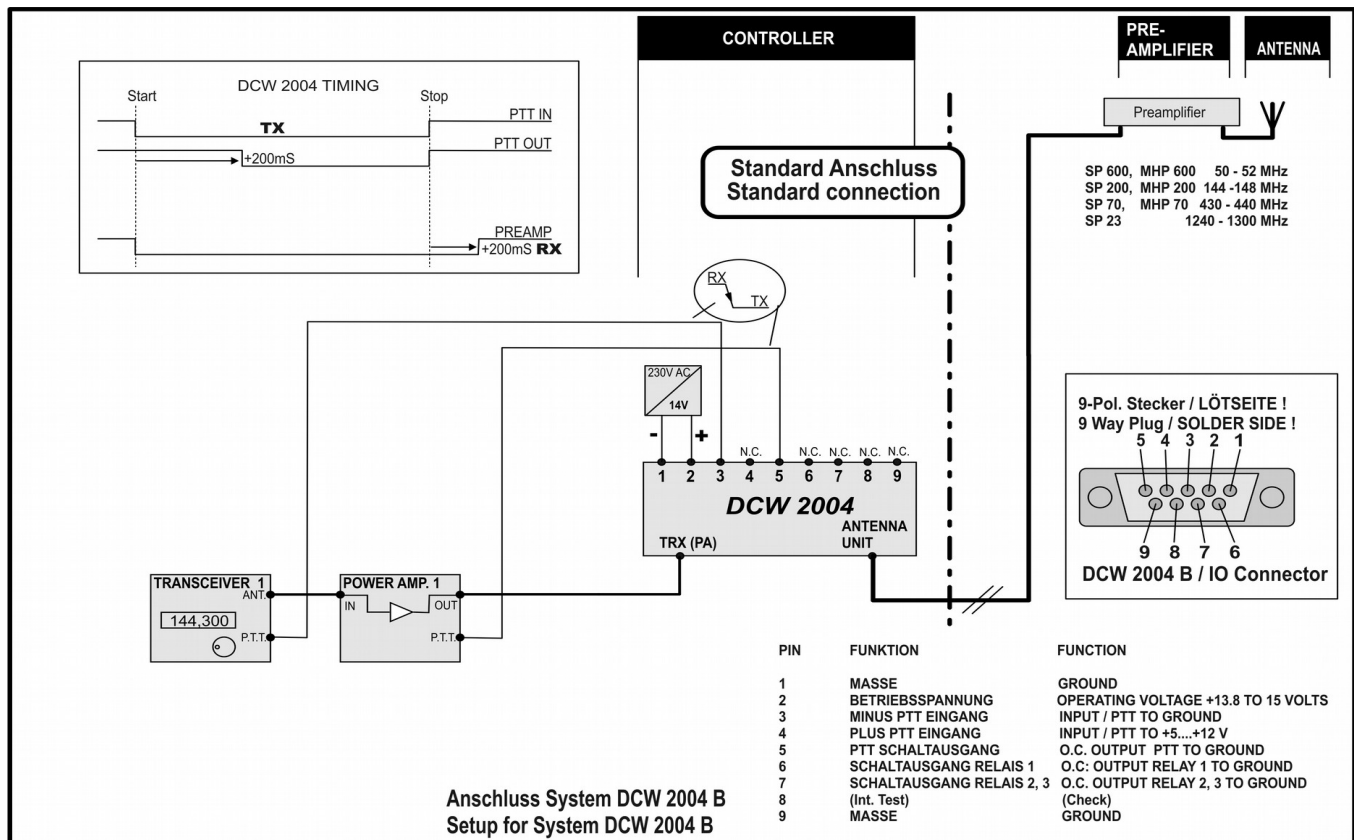 CONTROLLER
PRE-
AMPLIFIER
ANTENNA
DCW 2004 TIMING
Start
Stop
PTT IN
TX
PTT OUT
+200mS
PREAMP
+200mS RX
Preamplifier
Standard Anschluss
Standard connection
SP 600, MHP 600 50 - 52 MHz
SP 200, MHP 200 144 -148 MHz
SP 70, MHP 70 430 - 440 MHz
SP 23 1240 - 1300 MHz
RX
TX
230V AC
14V
- +
N.C. N.C. N.C. N.C. N.C.
1 2 3 4 5 6 7 8 9
DCW 2004
TRX (PA)
ANTENNA
UNIT
9-Pol. Stecker / LÖTSEITE !
9 Way Plug / SOLDER SIDE !
5 4 3 2 1
9 8 7 6
DCW 2004 B / IO Connector
TRANSCEIVER 1
ANT.
144,300
P.T.T.
POWER AMP. 1
IN
OUT
P.T.T.
PIN FUNKTION FUNCTION
1 MASSE GROUND
2 BETRIEBSSPANNUNG OPERATING VOLTAGE +13.8 TO 15 VOLTS
3 MINUS PTT EINGANG INPUT / PTT TO GROUND
4 PLUS PTT EINGANG INPUT / PTT TO +5....+12 V
5 PTT SCHALTAUSGANG O.C. OUTPUT PTT TO GROUND
6 SCHALTAUSGANG RELAIS 1 O.C: OUTPUT RELAY 1 TO GROUND
7 SCHALTAUSGANG RELAIS 2, 3 O.C. OUTPUT RELAY 2, 3 TO GROUND
8 (Int. Test) (Check)
9 MASSE GROUND
Anschluss System DCW 2004 B
Setup for System DCW 2004 B